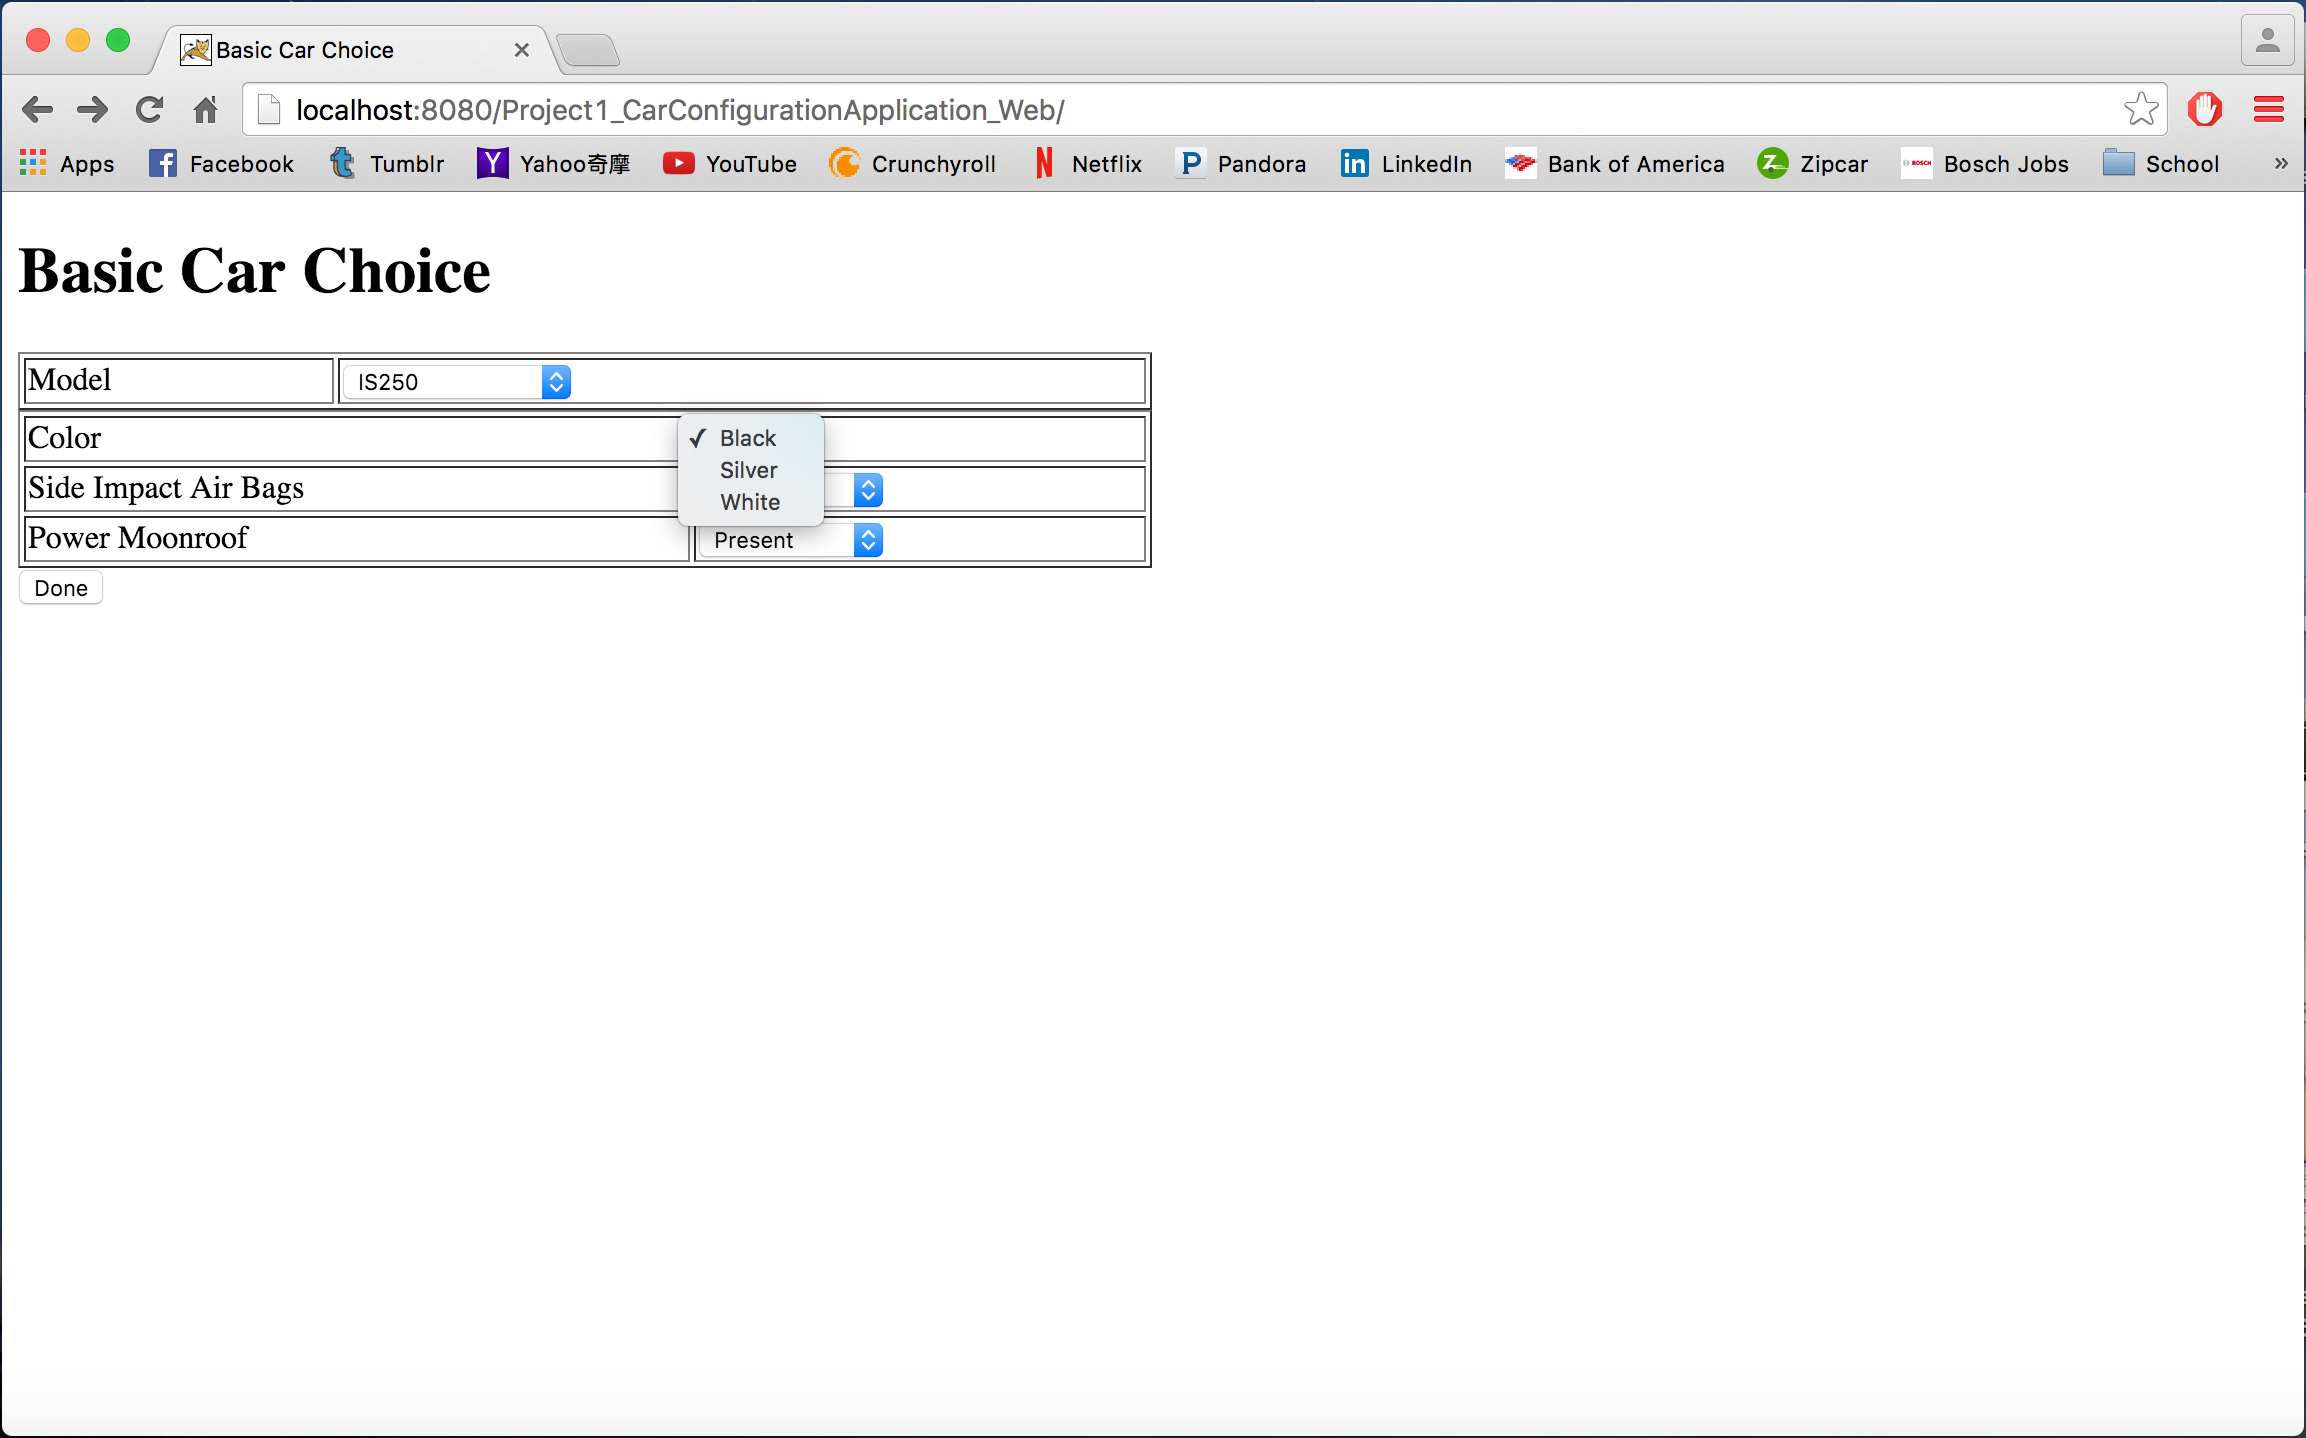 Basic Car Choice
localhost:8080/Project1_CarConfigurationApplication_Web/
Apps Facebook Tumblr Yahoo奇摩 YouTube Crunchyroll Netflix Pandora LinkedIn Bank of America Zipcar Bosch Jobs School »
Basic Car Choice
Model IS250
Color ✓ Black
Silver
Side Impact Air Bags White
Power Moonroof Present
Done